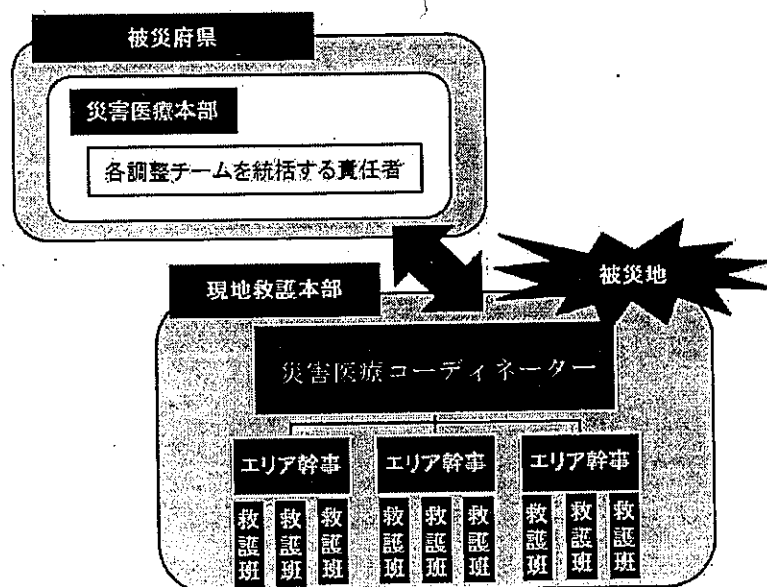 被災府県
災害医療本部
各調整チームを統括する責任者
被災地
現地救護本部
災害医療コーディネーター
エリア幹事
エリア幹事
エリア幹事
救護班
救護班
救護班
救護班
救護班
救護班
救護班
救護班
救護班